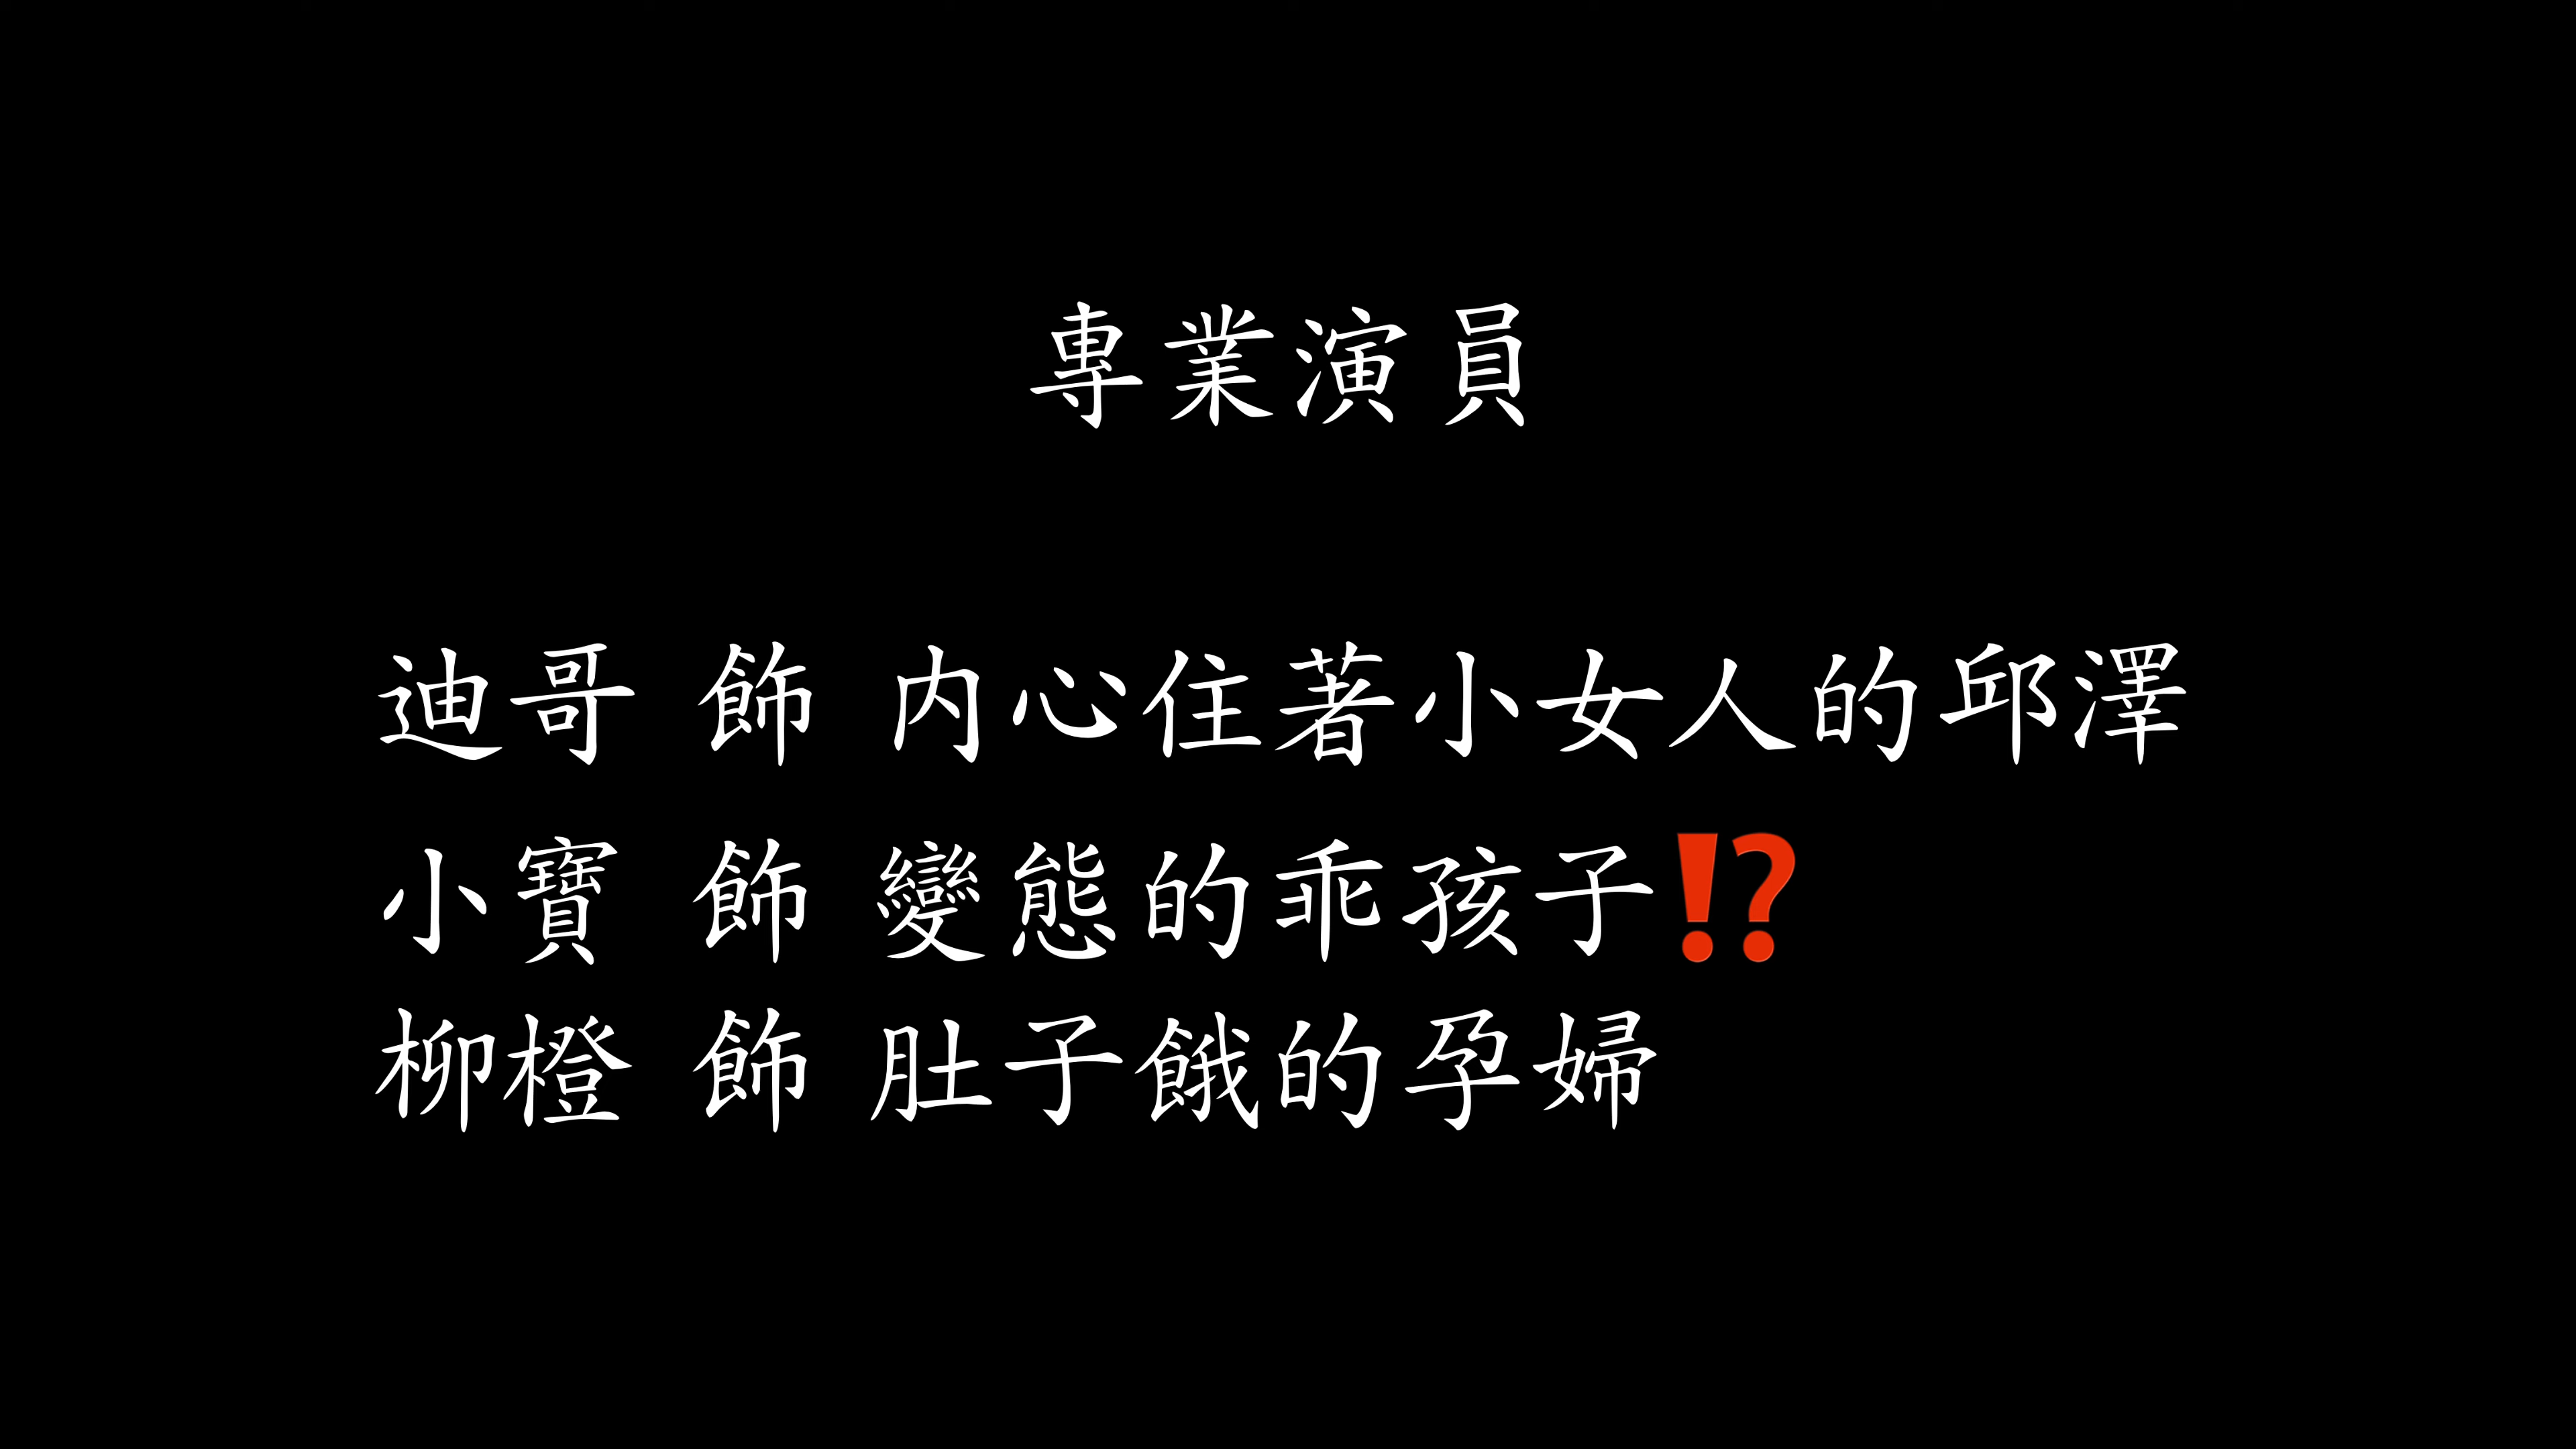 專業演員
迪哥 飾 內心住著小女人的邱澤
小寶 飾 變態的乖孩子⁉️
柳橙 飾 肚子餓的孕婦